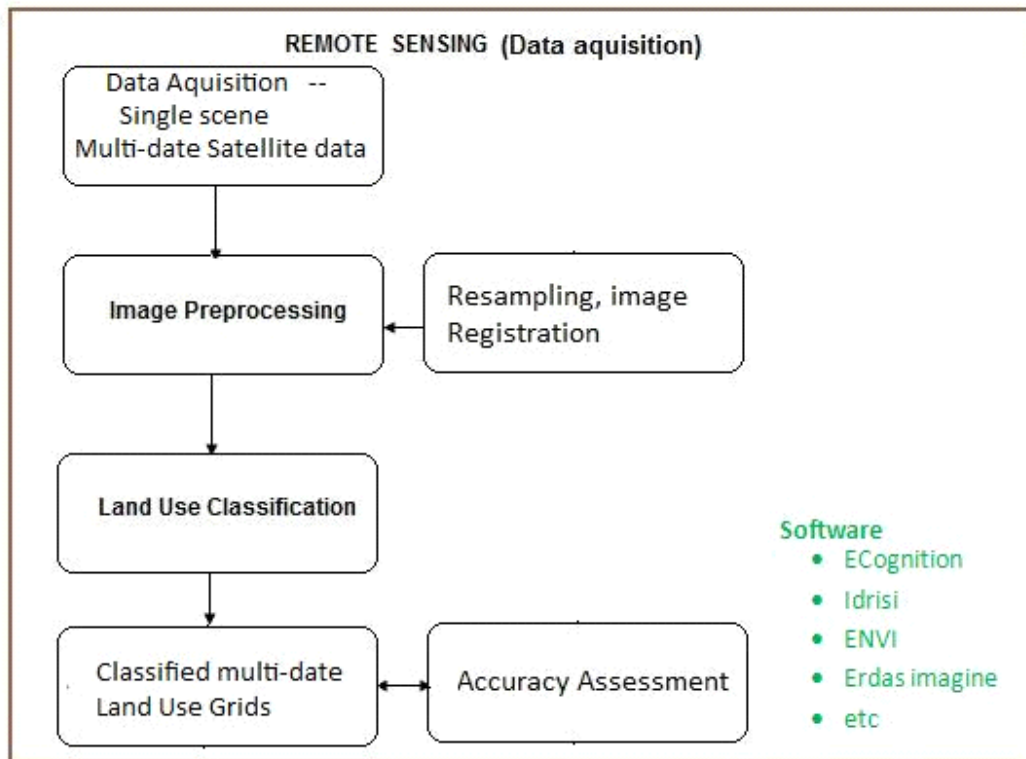 REMOTE SENSING (Data aquisition)
Data Aquisition --
Single scene
Multi-date Satellite data
Image Preprocessing
Resampling, image
Registration
Land Use Classification
Classified multi-date
Land Use Grids
Accuracy Assessment
Software
• ECognition
• Idrisi
• ENVI
• Erdas imagine
• etc